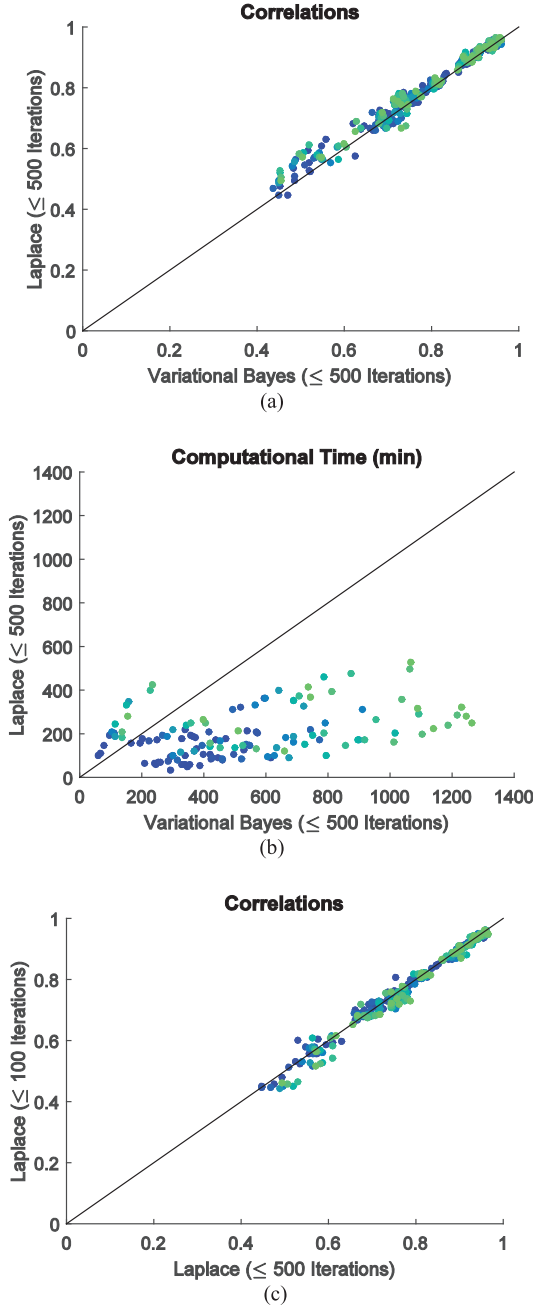 Correlations
1
0.8
0.6
0.4
0.2
0
Laplace (≤ 500 Iterations)
0 0.2 0.4 0.6 0.8 1
Variational Bayes (≤ 500 Iterations)
(a)
Computational Time (min)
1400
1200
1000
800
600
400
200
0
Laplace (≤ 500 Iterations)
0 200 400 600 800 1000 1200 1400
Variational Bayes (≤ 500 Iterations)
(b)
Correlations
1
0.8
0.6
0.4
0.2
0
Laplace (≤ 100 Iterations)
0 0.2 0.4 0.6 0.8 1
Laplace (≤ 500 Iterations)
(c)